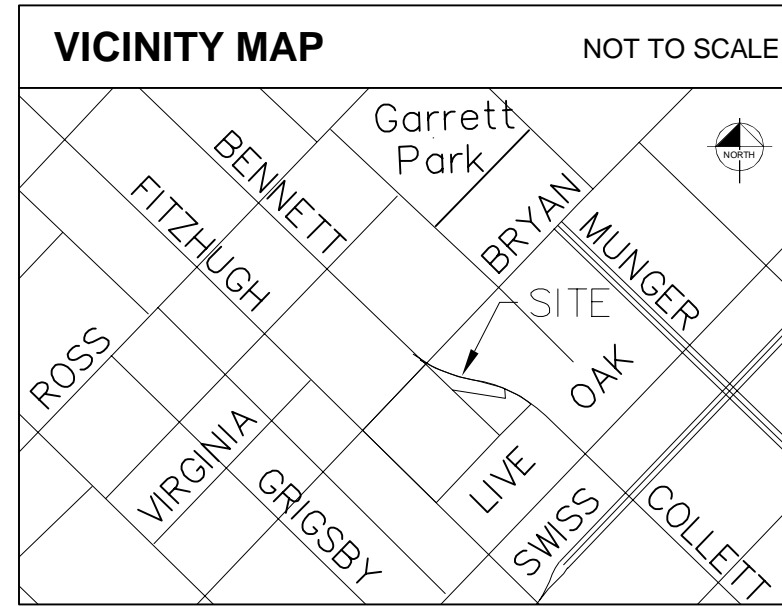 VICINITY MAP
NOT TO SCALE
Garrett
Park
NORTH
BENNETT
FITZHUGH
BRYAN
MUNGER
SITE
ROSS
OAK
VIRGINIA
GRIGSBY
LIVE
SWISS
COLLETT